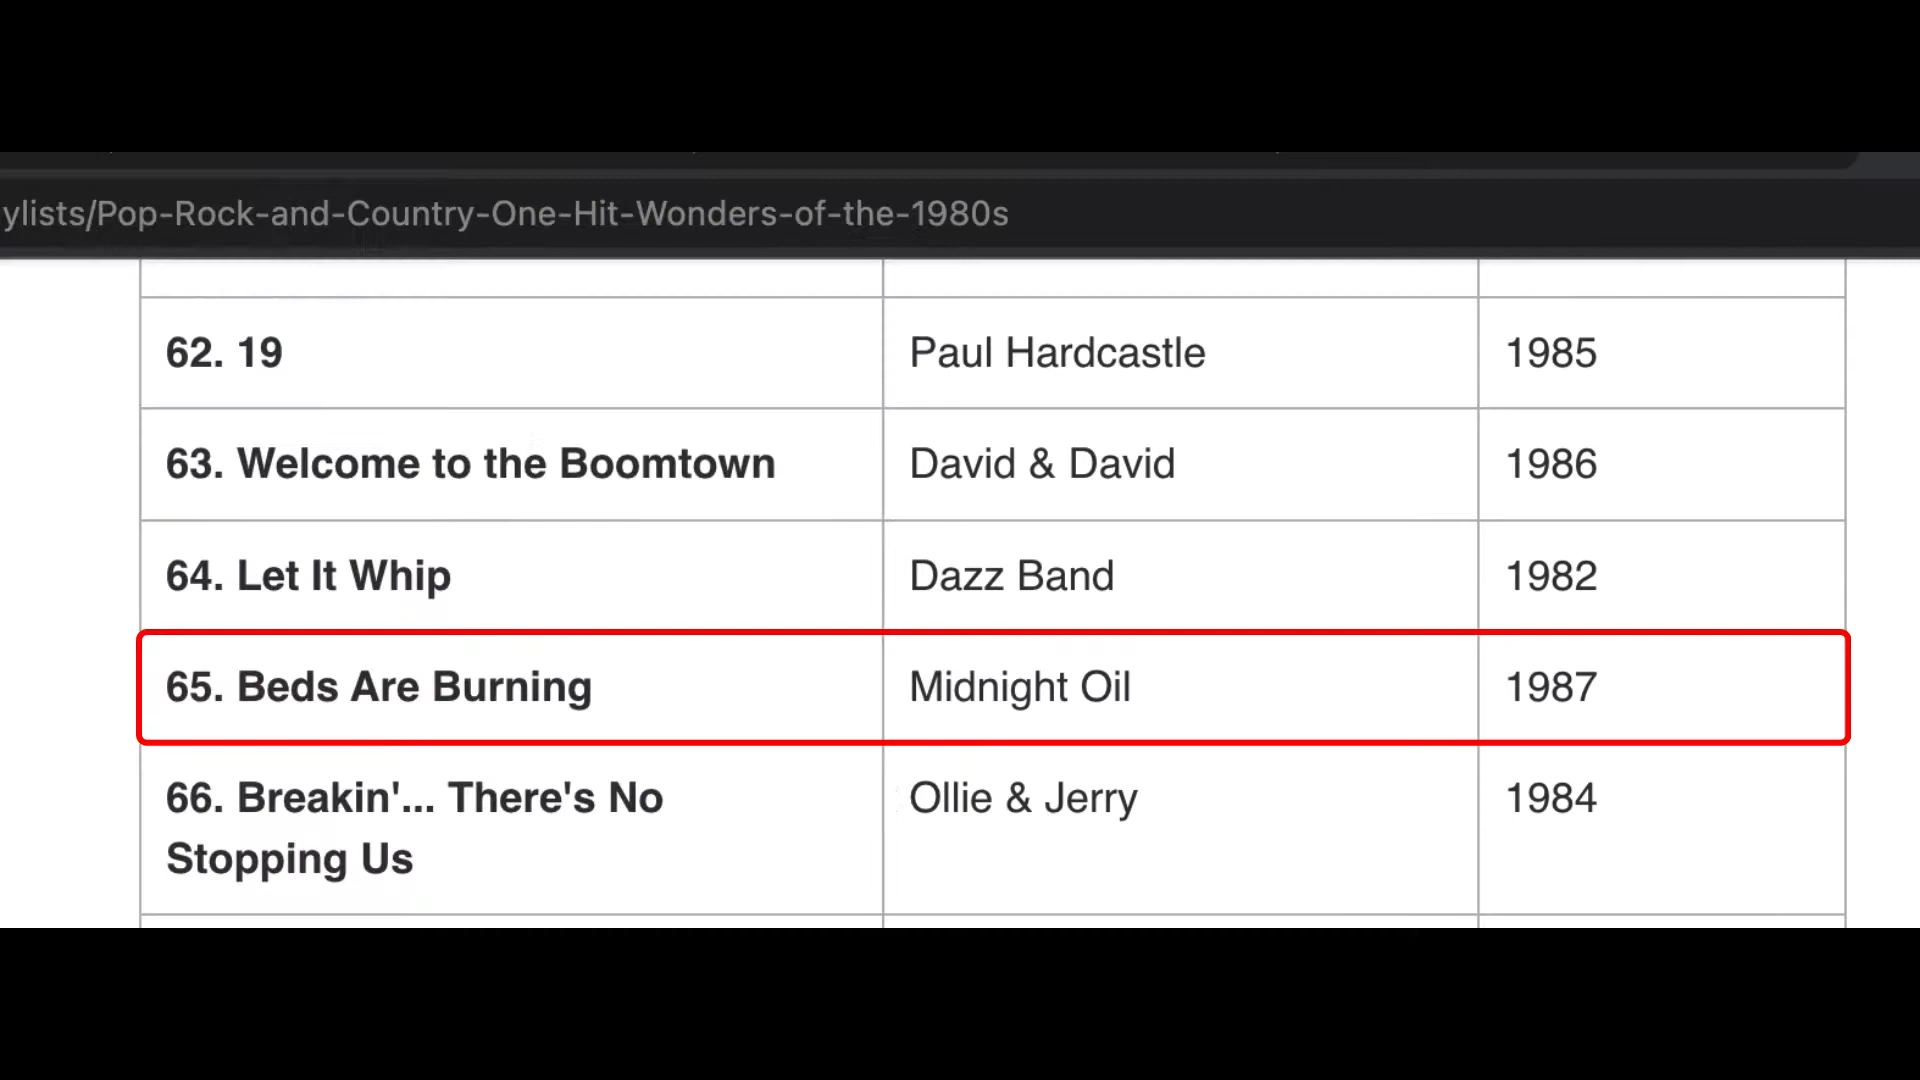 ylists/Pop-Rock-and-Country-One-Hit-Wonders-of-the-1980s
62. 19 Paul Hardcastle 1985
63. Welcome to the Boomtown David & David 1986
64. Let It Whip Dazz Band 1982
65. Beds Are Burning Midnight Oil 1987
66. Breakin'... There's No Ollie & Jerry 1984
Stopping Us